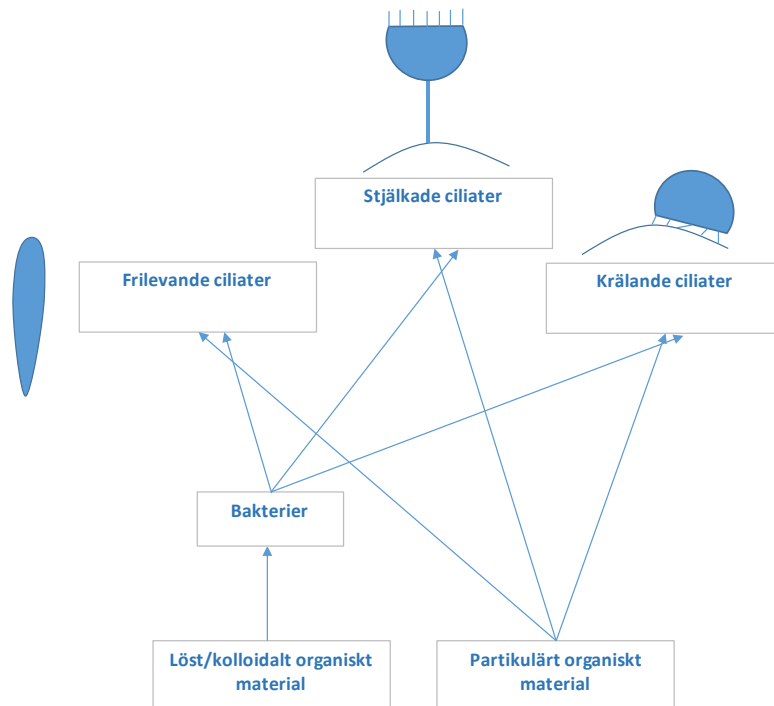 Stjälkade ciliater
Frilevande ciliater
Krälande ciliater
Bakterier
Löst/kolloidalt organiskt
material
Partikulärt organiskt
material